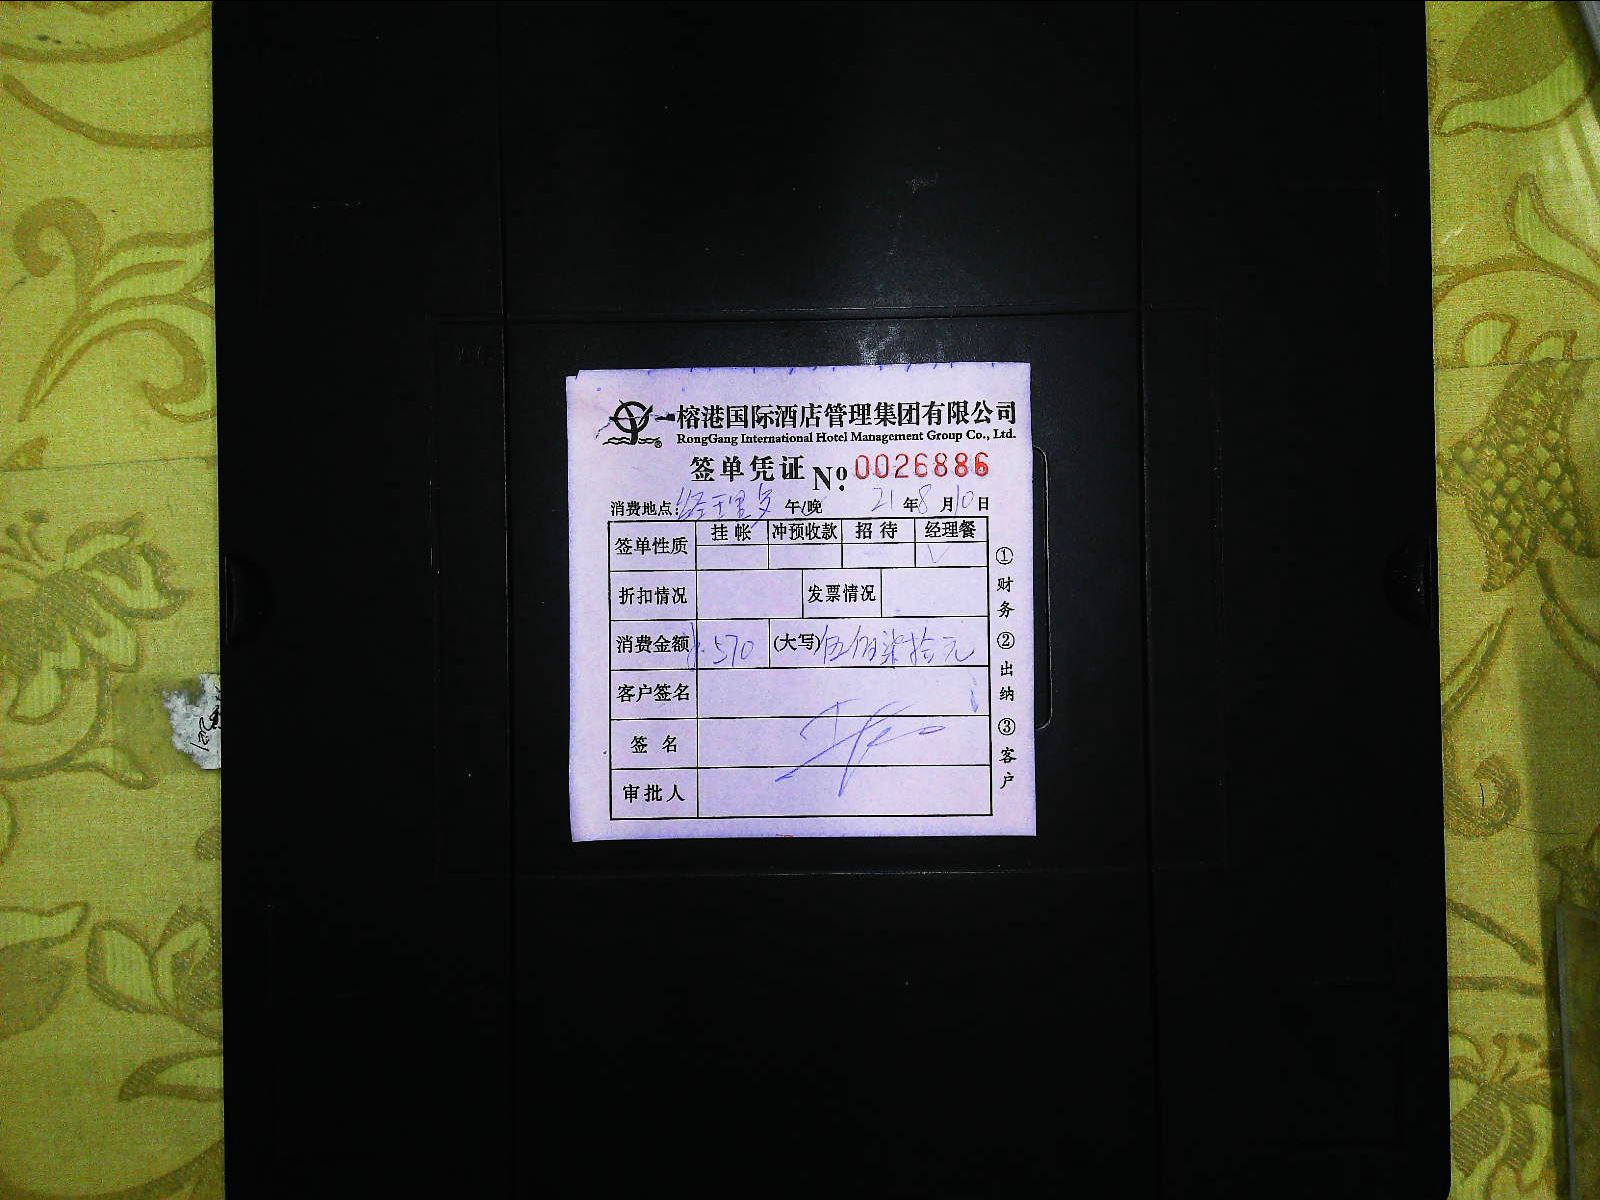 榕港国际酒店管理集团有限公司
RongGang International Hotel Management Group Co., Ltd.
签单凭证 No: 0026886
消费地点: 经理 午/晚 21年8月10日
签单性质 挂帐 冲预收款 招待 经理餐
√
折扣情况 发票情况
消费金额 ¥570 (大写) 伍佰柒拾元
客户签名
签名
审批人
①财务 ②出纳 ③客户